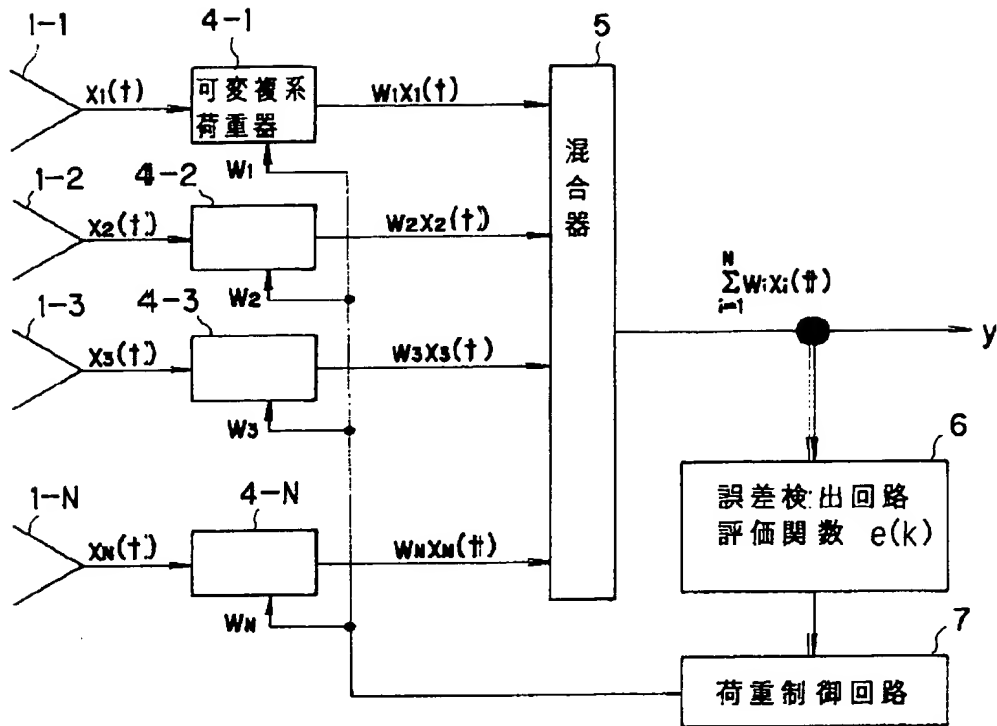 1-1
4-1
5
x1(t)
可変複系
荷重器
W1x1(t)
混合器
W1
1-2
4-2
x2(t)
W2x2(t)
W2
1-3
4-3
x3(t)
W3x3(t)
W3
N
Σ Wixi(t)
i=1
y
6
誤差検出回路
評価関数 e(k)
1-N
4-N
xN(t)
WNxN(t)
WN
7
荷重制御回路